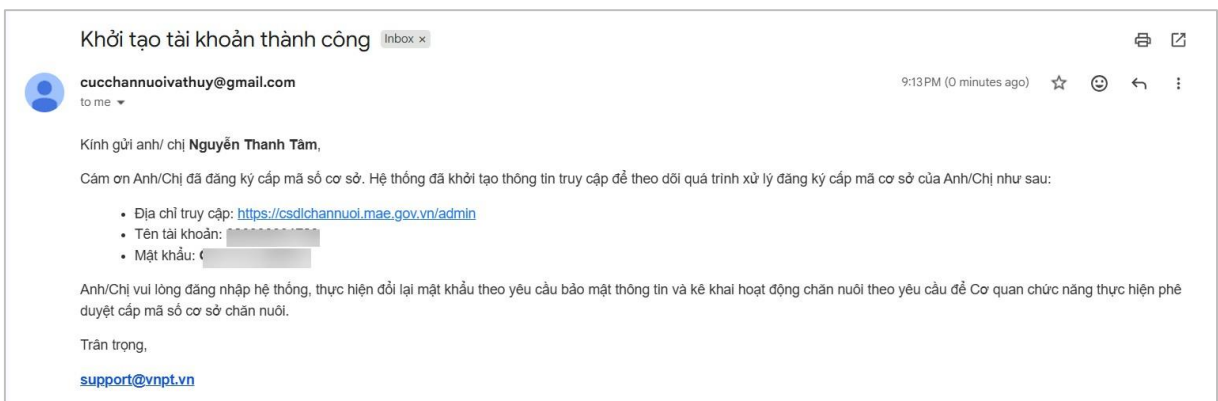 Khởi tạo tài khoản thành công Inbox ×
cucchannuoivathuy@gmail.com 9:13 PM (0 minutes ago)
to me
Kính gửi anh/ chị Nguyễn Thanh Tâm,
Cám ơn Anh/Chị đã đăng ký cấp mã số cơ sở. Hệ thống đã khởi tạo thông tin truy cập để theo dõi quá trình xử lý đăng ký cấp mã cơ sở của Anh/Chị như sau:
• Địa chỉ truy cập: https://csdlchannuoi.mae.gov.vn/admin
• Tên tài khoản:
• Mật khẩu:
Anh/Chị vui lòng đăng nhập hệ thống, thực hiện đổi lại mật khẩu theo yêu cầu bảo mật thông tin và kê khai hoạt động chăn nuôi theo yêu cầu để Cơ quan chức năng thực hiện phê
duyệt cấp mã số cơ sở chăn nuôi.
Trân trọng,
support@vnpt.vn